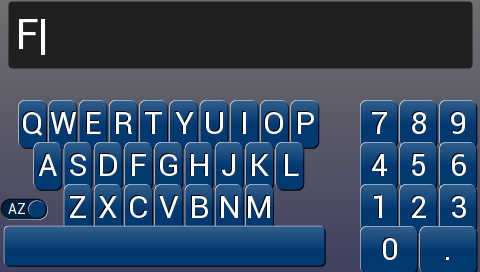 F
Q W E R T Y U I O P 7 8 9
A S D F G H J K L 4 5 6
AZ Z X C V B N M 1 2 3
0 .